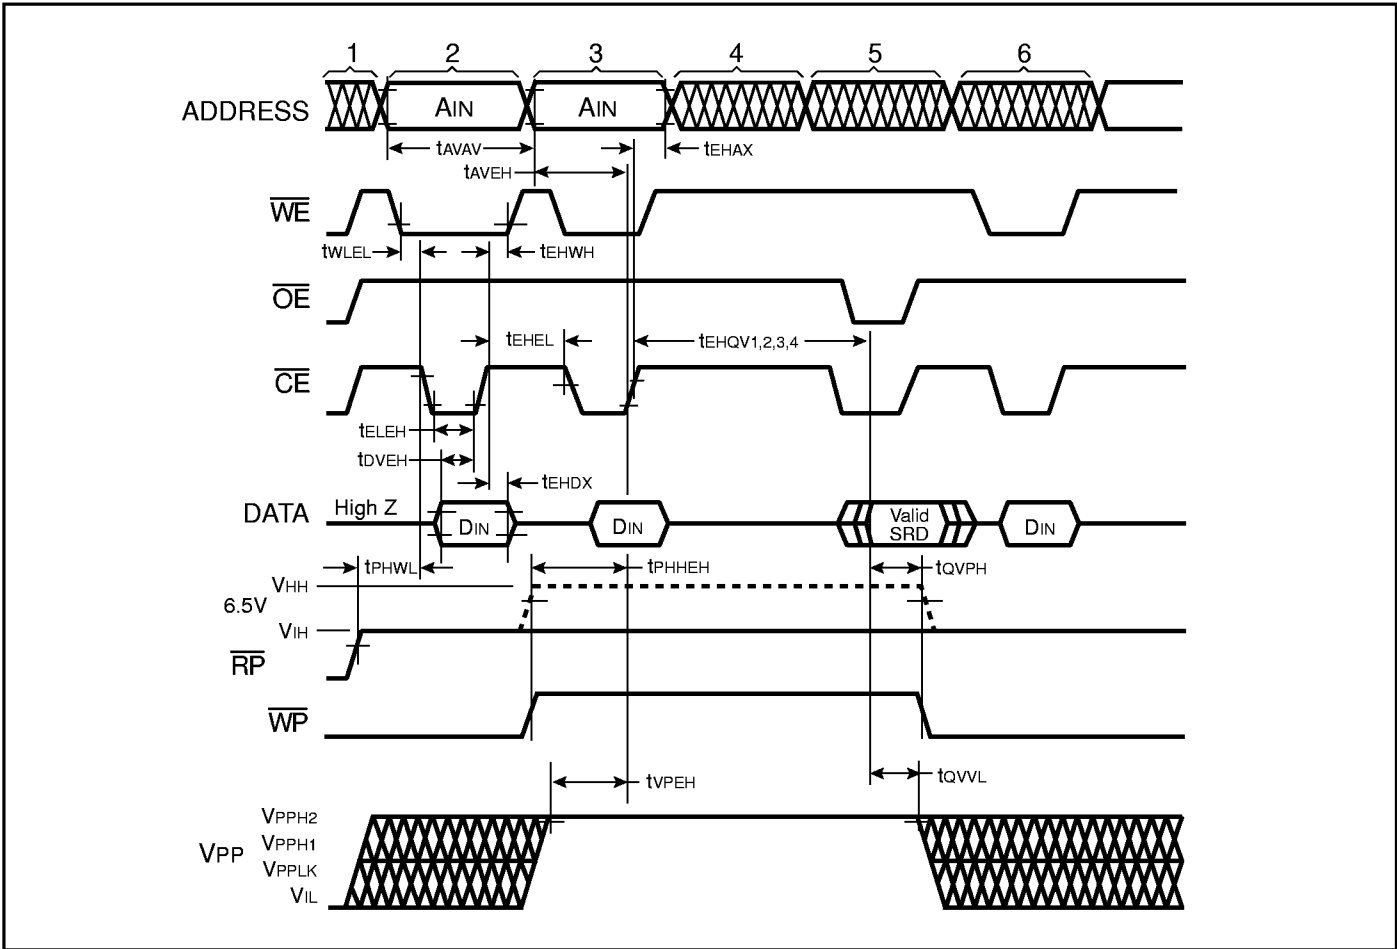 1 2 3 4 5 6
ADDRESS AIN AIN
tAVAV tEHAX
tAVEH
WE
tWLEL tEHWH
OE
tEHEL tEHQV1,2,3,4
CE
tELEH
tDVEH
tEHDX
DATA High Z DIN DIN Valid SRD DIN
tPHWL tPHHEH tQVPH
VHH
6.5V
VIH
RP
WP
tVPEH tQVVL
VPPH2
VPP VPPH1
VPPLK
VIL